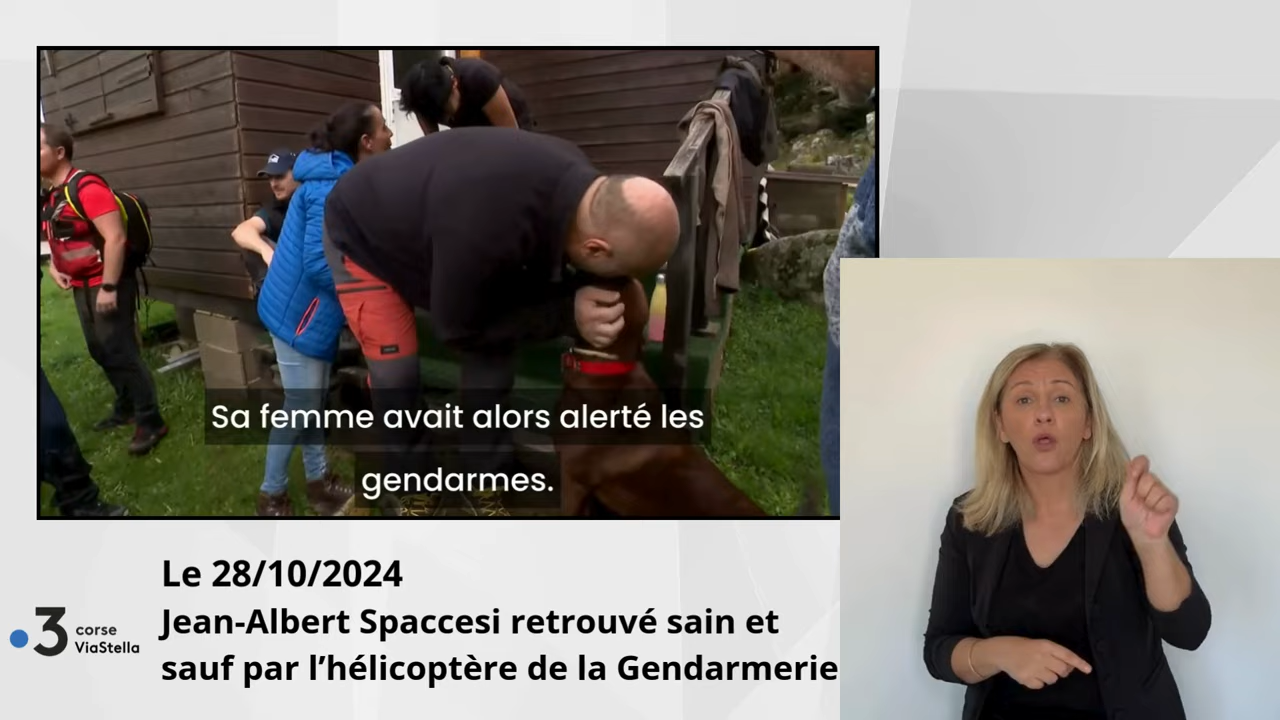 Sa femme avait alors alerté les
gendarmes.
Le 28/10/2024
Jean-Albert Spaccesi retrouvé sain et
sauf par l’hélicoptère de la Gendarmerie
3 corse
ViaStella